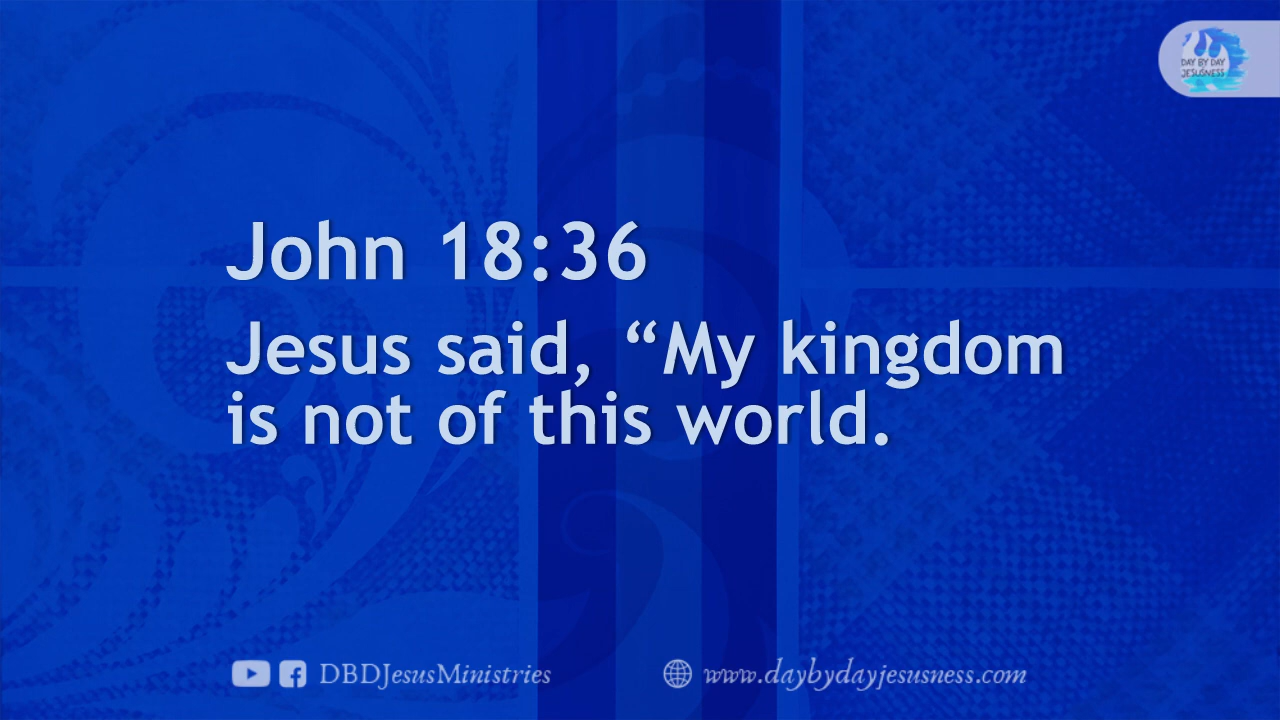 DAY BY DAY
JESUSNESS
John 18:36
Jesus said, “My kingdom
is not of this world.
DBDJesusMinistries
www.daybydayjesusness.com